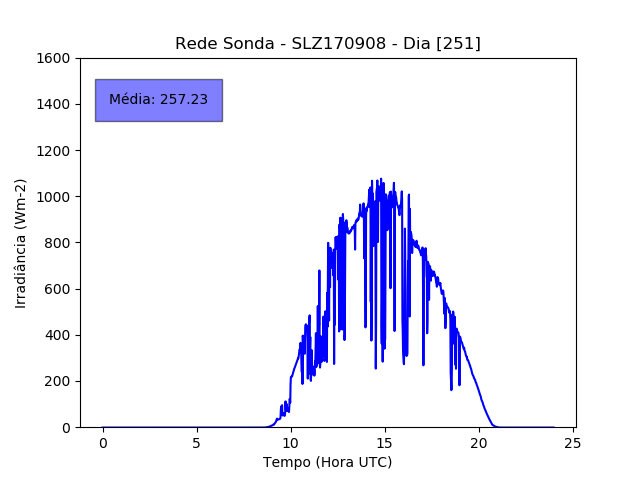 Rede Sonda - SLZ170908 - Dia [251]
1600
1400
1200
1000
800
600
400
200
0
Média: 257.23
Irradiância (Wm-2)
0 5 10 15 20 25
Tempo (Hora UTC)